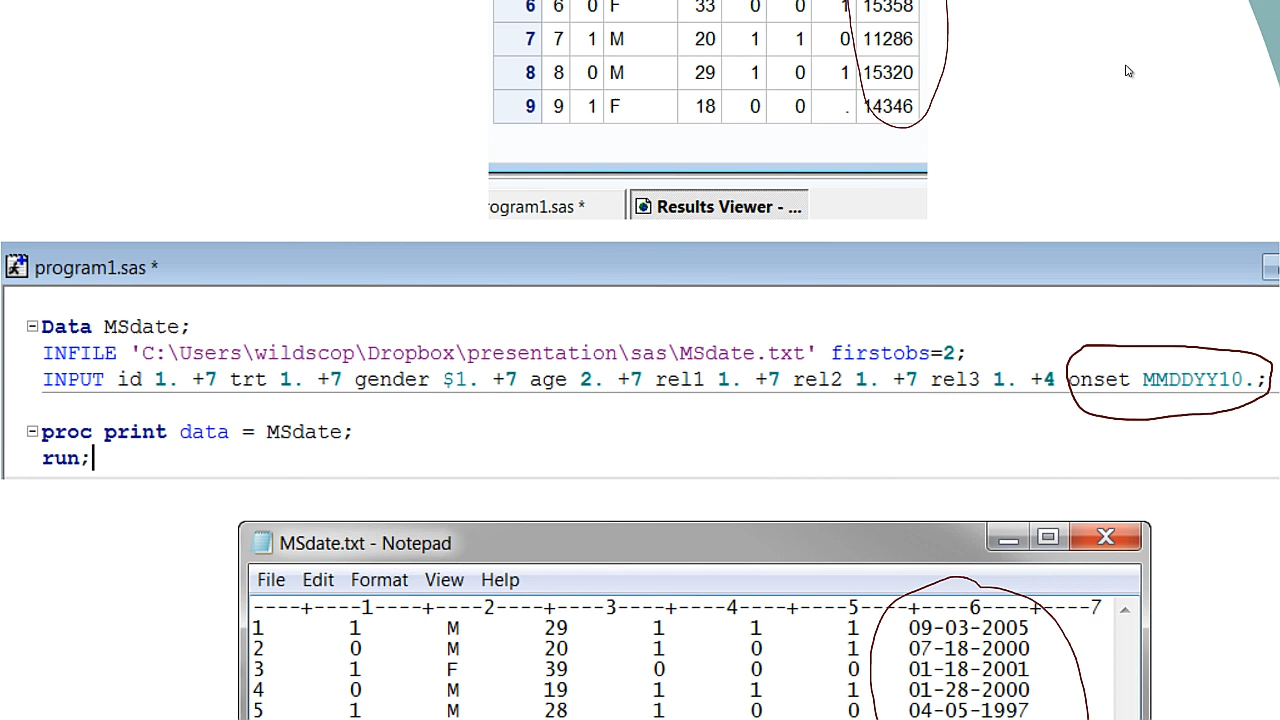 6 6 0 F 33 0 0 1 15358
7 7 1 M 20 1 1 0 11286
8 8 0 M 29 1 0 1 15320
9 9 1 F 18 0 0 . 14346
rogram1.sas * Results Viewer - ...
program1.sas *
Data MSdate;
INFILE 'C:\Users\wildscop\Dropbox\presentation\sas\MSdate.txt' firstobs=2;
INPUT id 1. +7 trt 1. +7 gender $1. +7 age 2. +7 rel1 1. +7 rel2 1. +7 rel3 1. +4 onset MMDDYY10.;
proc print data = MSdate;
run;
MSdate.txt - Notepad
File Edit Format View Help
----+----1----+----2----+----3----+----4----+----5----+----6----+----7
1 1 M 29 1 1 1 09-03-2005
2 0 M 20 1 0 1 07-18-2000
3 1 F 39 0 0 0 01-18-2001
4 0 M 19 1 1 1 01-28-2000
5 1 M 28 1 0 0 04-05-1997